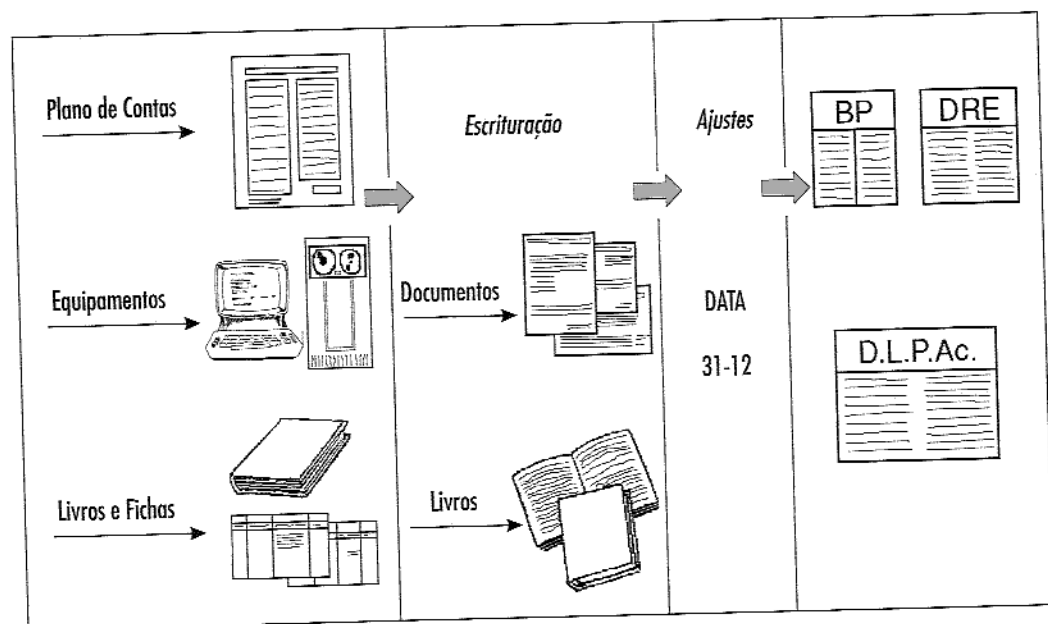 Plano de Contas
Equipamentos
Livros e Fichas
Escrituração
Documentos
Livros
Ajustes
DATA
31-12
BP
DRE
D.L.P.Ac.